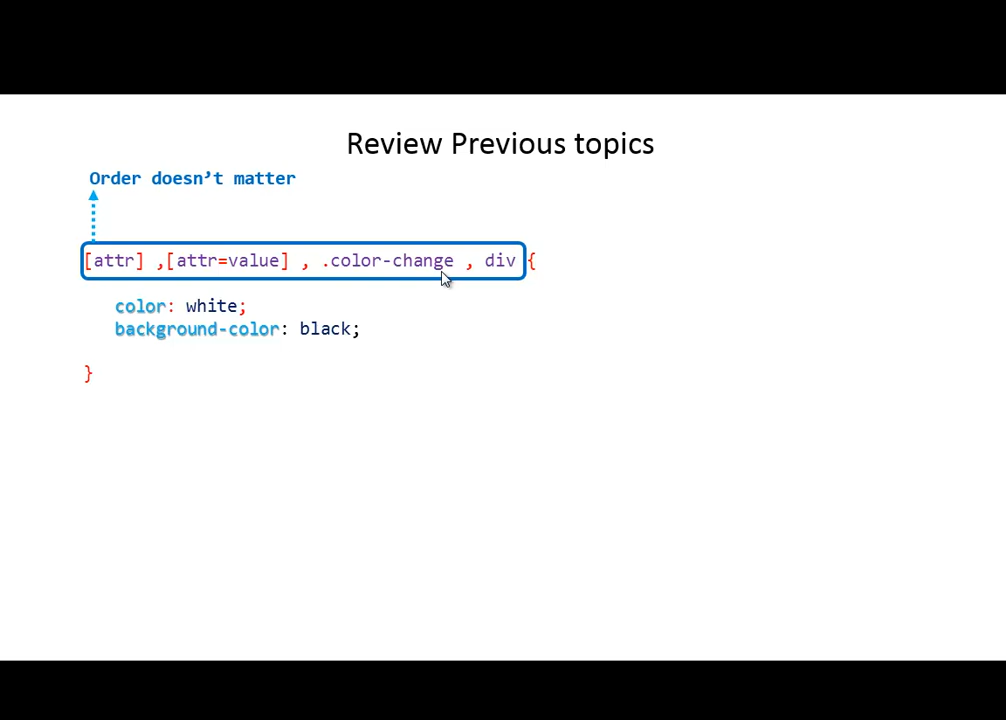 Review Previous topics
Order doesn’t matter
[attr] ,[attr=value] , .color-change , div {
color: white;
background-color: black;
}